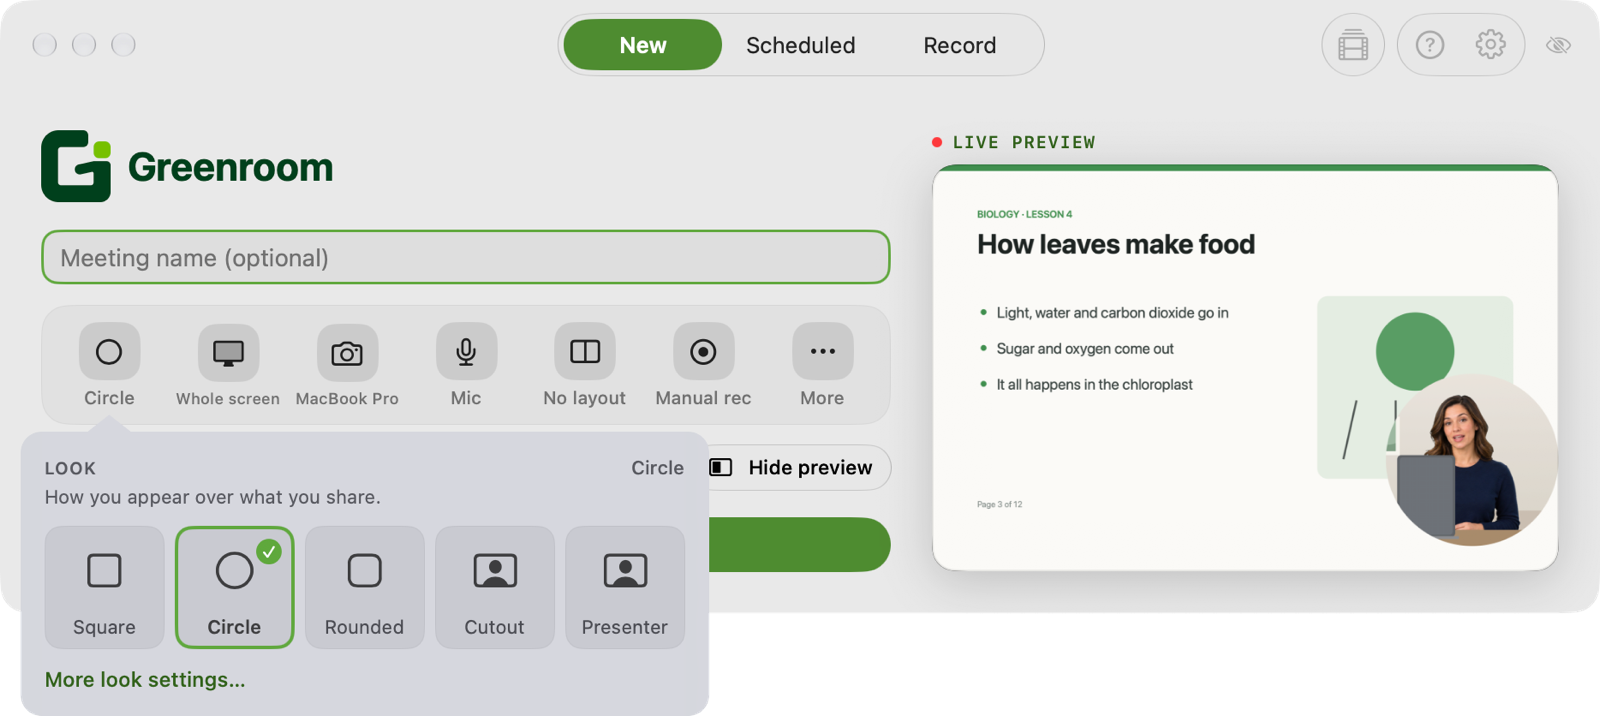 New
Scheduled
Record
Greenroom
LIVE PREVIEW
Meeting name (optional)
BIOLOGY · LESSON 4
How leaves make food
Light, water and carbon dioxide go in
Sugar and oxygen come out
It all happens in the chloroplast
Page 3 of 12
Circle
Whole screen
MacBook Pro
Mic
No layout
Manual rec
More
Hide preview
LOOK
Circle
How you appear over what you share.
Square
Circle
Rounded
Cutout
Presenter
More look settings...